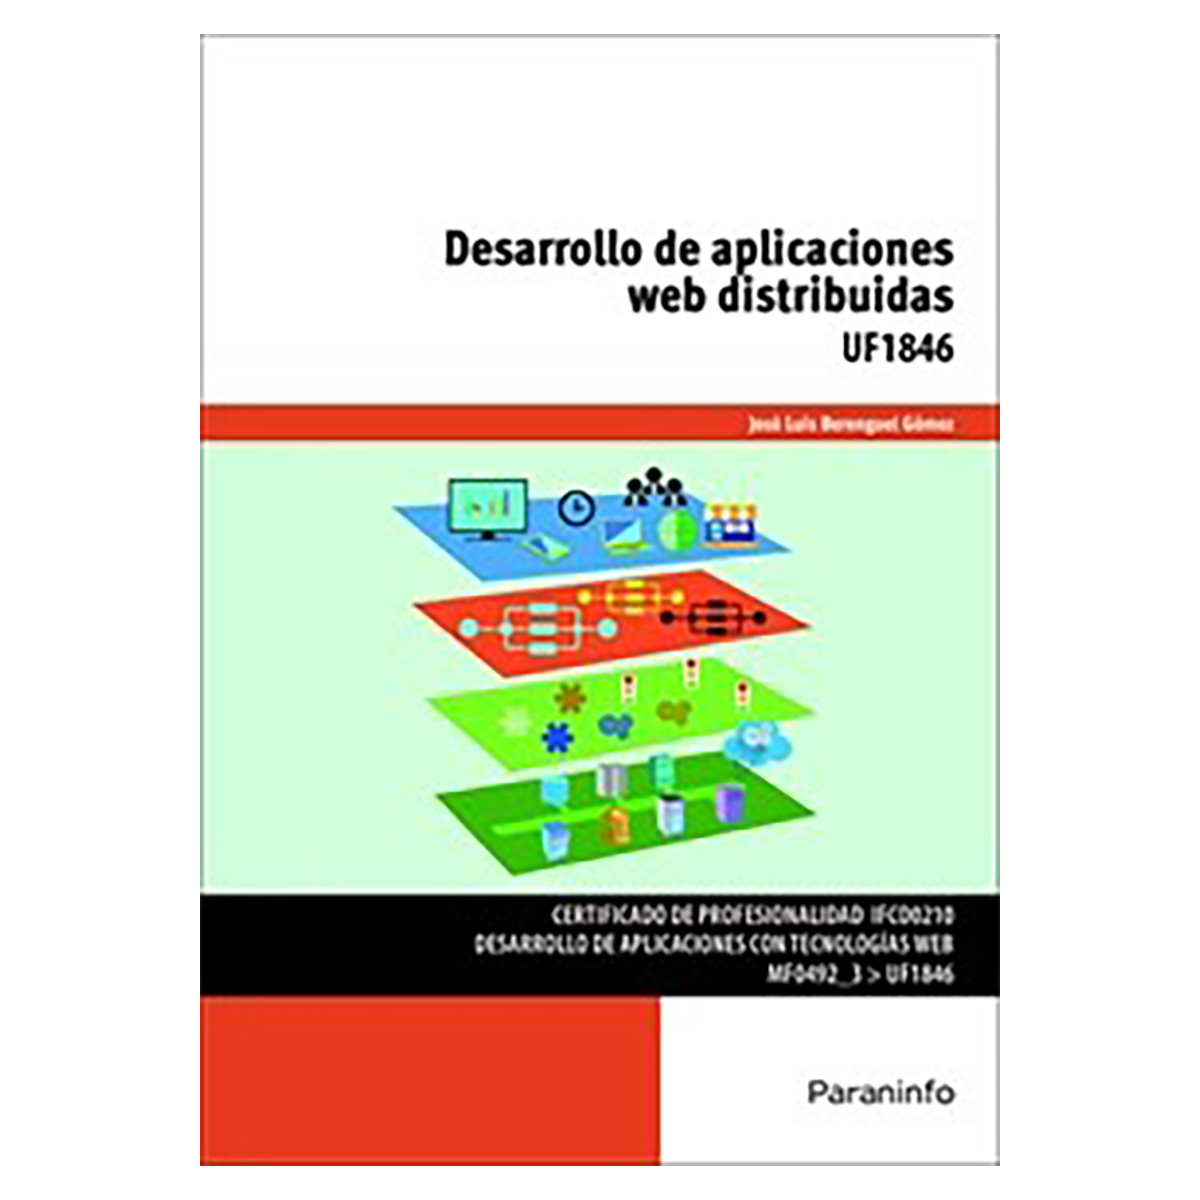 Desarrollo de aplicaciones
web distribuidas
UF1846
José Luis Berenguel Gómez
CERTIFICADO DE PROFESIONALIDAD IFCD0210
DESARROLLO DE APLICACIONES CON TECNOLOGÍAS WEB
MF0492_3 > UF1846
Paraninfo